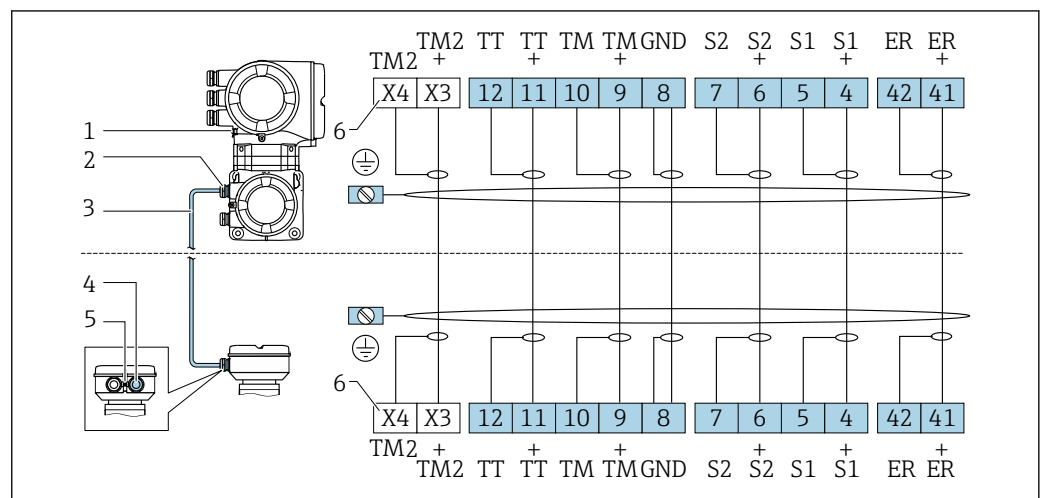 TM2 TT TT TM TM GND S2 S2 S1 S1 ER ER
TM2 + + + + + +
X4 X3 12 11 10 9 8 7 6 5 4 42 41
6
1
2
3
4
5
6
X4 X3 12 11 10 9 8 7 6 5 4 42 41
TM2 + + + + + +
TM2 TT TT TM TM GND S2 S2 S1 S1 ER ER